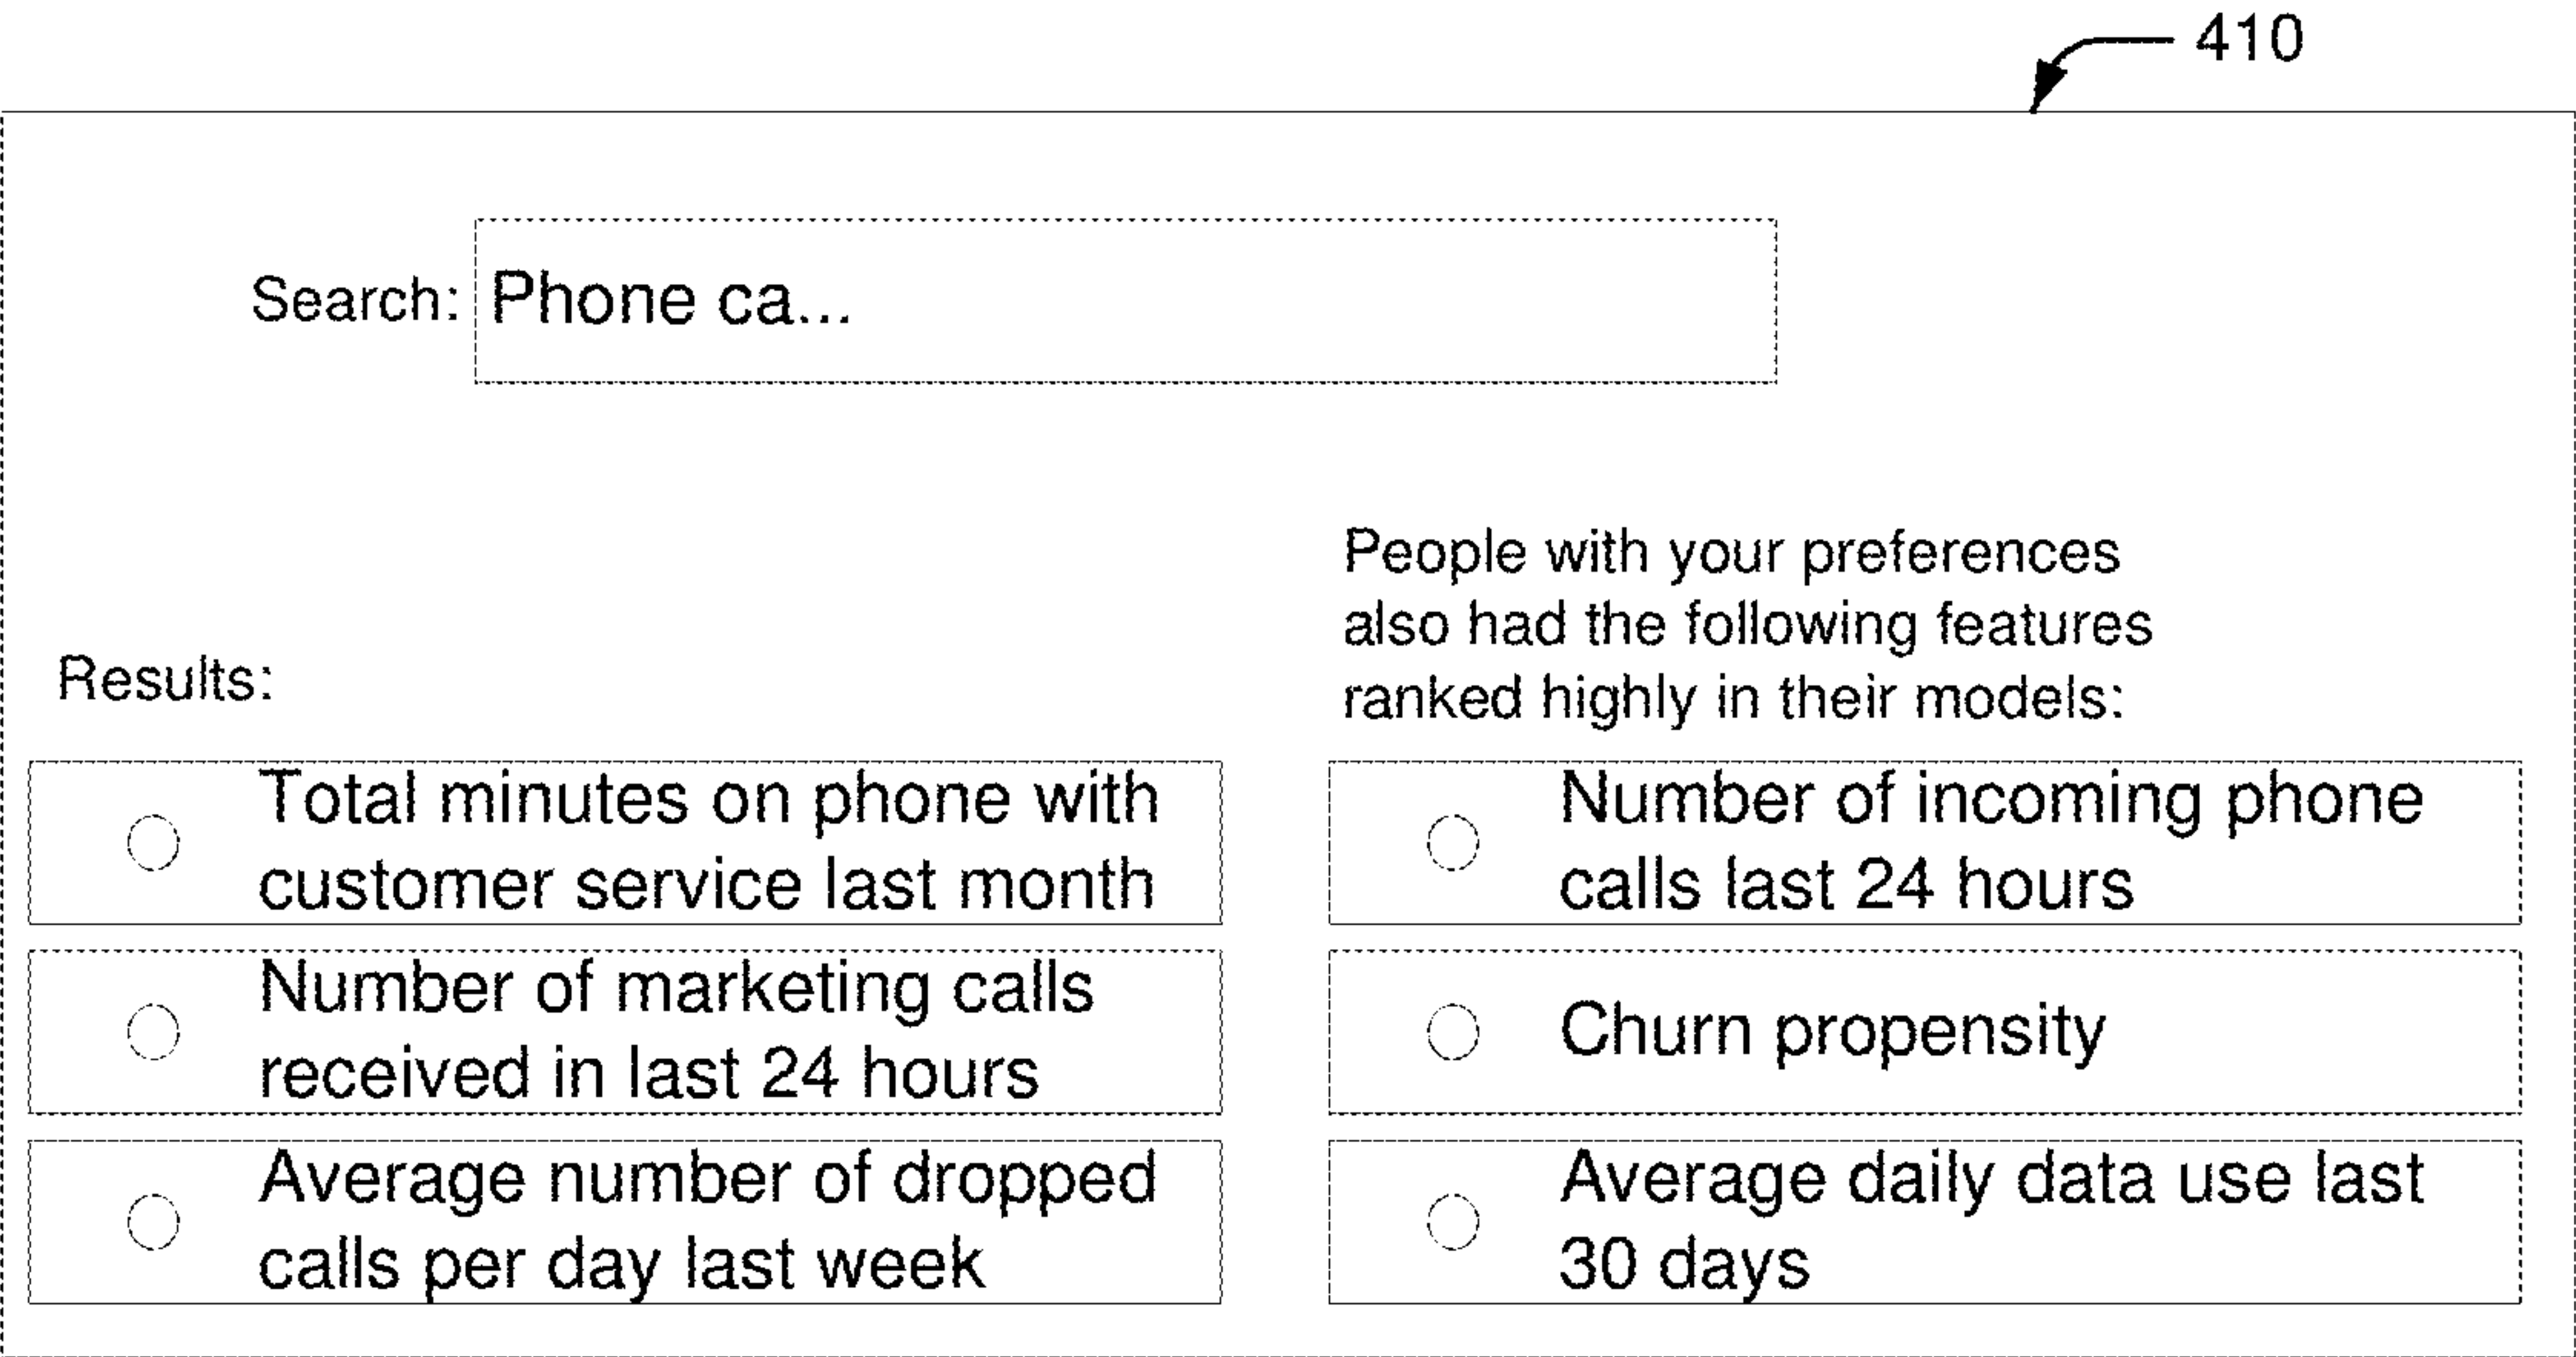 410
Search: Phone ca...
Results:
Total minutes on phone with
customer service last month
Number of marketing calls
received in last 24 hours
Average number of dropped
calls per day last week
People with your preferences
also had the following features
ranked highly in their models:
Number of incoming phone
calls last 24 hours
Churn propensity
Average daily data use last
30 days